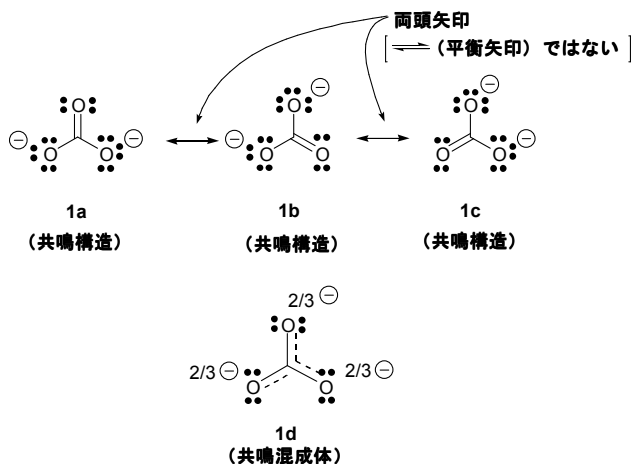 両頭矢印
[ ⇌ (平衡矢印) ではない ]
O ⊖ ⊖
⊖ O O ⊖ ⊖ O O O O ⊖
1a 1b 1c
(共鳴構造) (共鳴構造) (共鳴構造)
2/3 ⊖
O
2/3 ⊖ 2/3 ⊖
O O
1d
(共鳴混成体)